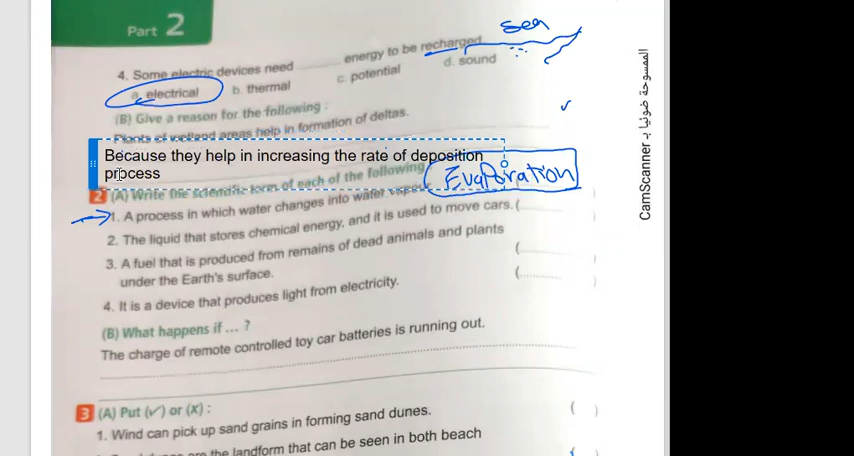 Part 2
sea
4. Some electric devices need ______ energy to be recharged.
a. electrical b. thermal c. potential d. sound
(B) Give a reason for the following :
Plants of wetland areas help in formation of deltas.
Because they help in increasing the rate of deposition
process
Evaporation
2 (A) Write the scientific term of each of the following
1. A process in which water changes into water vapour. (
2. The liquid that stores chemical energy, and it is used to move cars. (
3. A fuel that is produced from remains of dead animals and plants
under the Earth's surface. (
4. It is a device that produces light from electricity. (
(B) What happens if ... ?
The charge of remote controlled toy car batteries is running out.
3 (A) Put (✓) or (X) :
1. Wind can pick up sand grains in forming sand dunes. ( )
are the landform that can be seen in both beach
الممسوحة ضوئيا بـ CamScanner